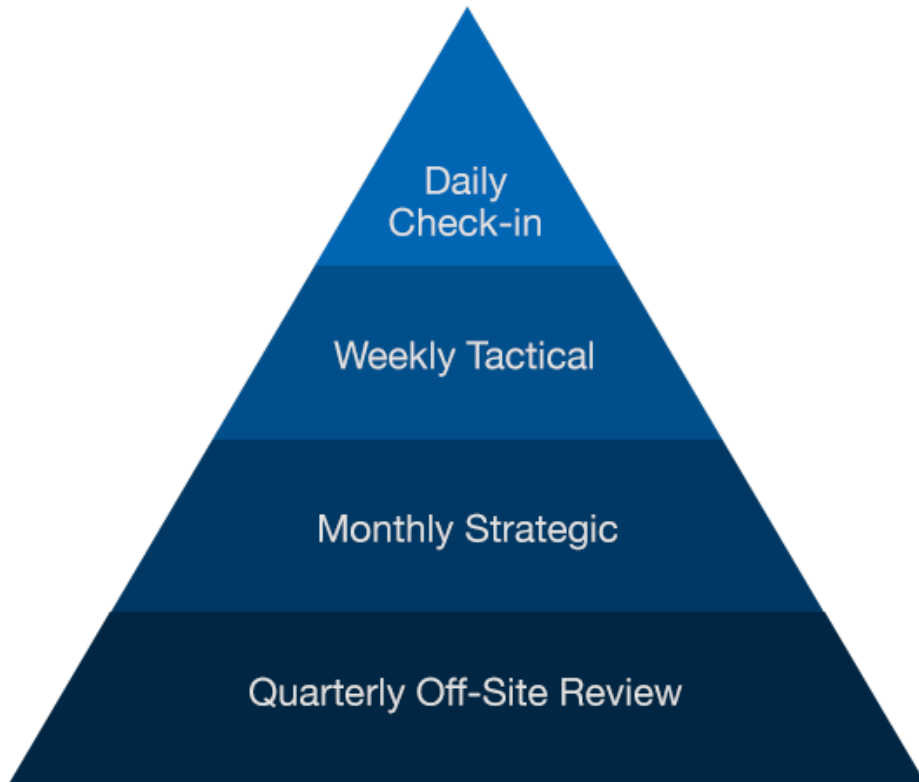 Daily
Check-in
Weekly Tactical
Monthly Strategic
Quarterly Off-Site Review